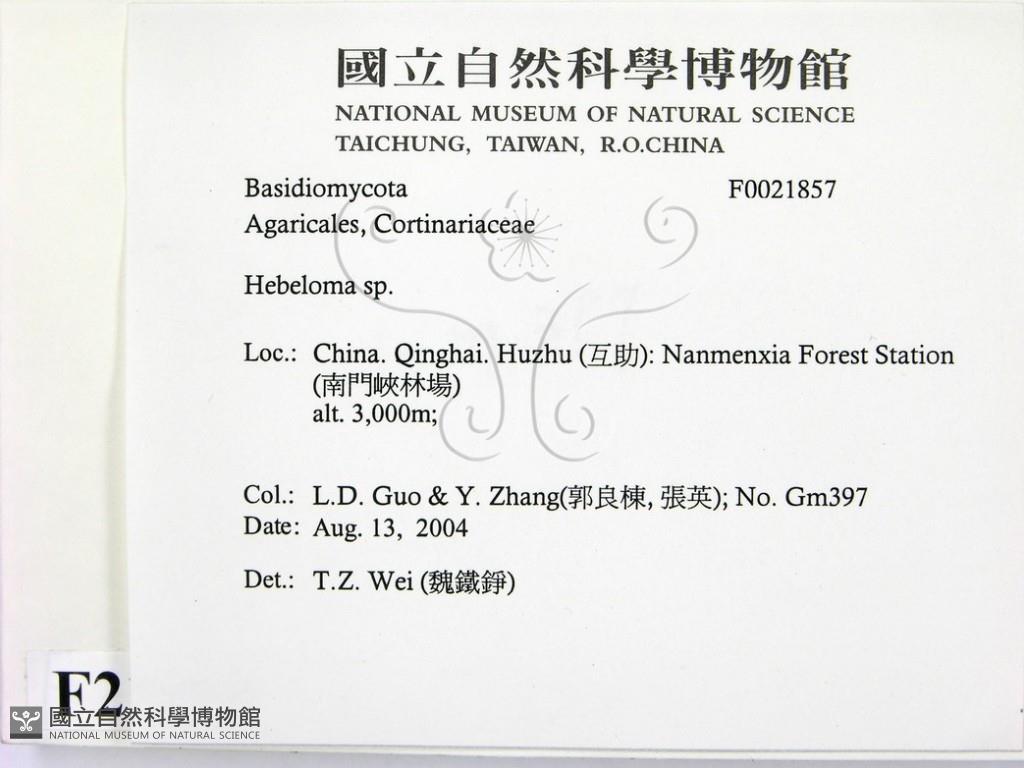 國立自然科學博物館
NATIONAL MUSEUM OF NATURAL SCIENCE
TAICHUNG, TAIWAN, R.O.CHINA
Basidiomycota F0021857
Agaricales, Cortinariaceae
Hebeloma sp.
Loc.: China. Qinghai. Huzhu (互助): Nanmenxia Forest Station
(南門峽林場)
alt. 3,000m;
Col.: L.D. Guo & Y. Zhang(郭良棟, 張英); No. Gm397
Date: Aug. 13, 2004
Det.: T.Z. Wei (魏鐵錚)
F2
國立自然科學博物館
NATIONAL MUSEUM OF NATURAL SCIENCE